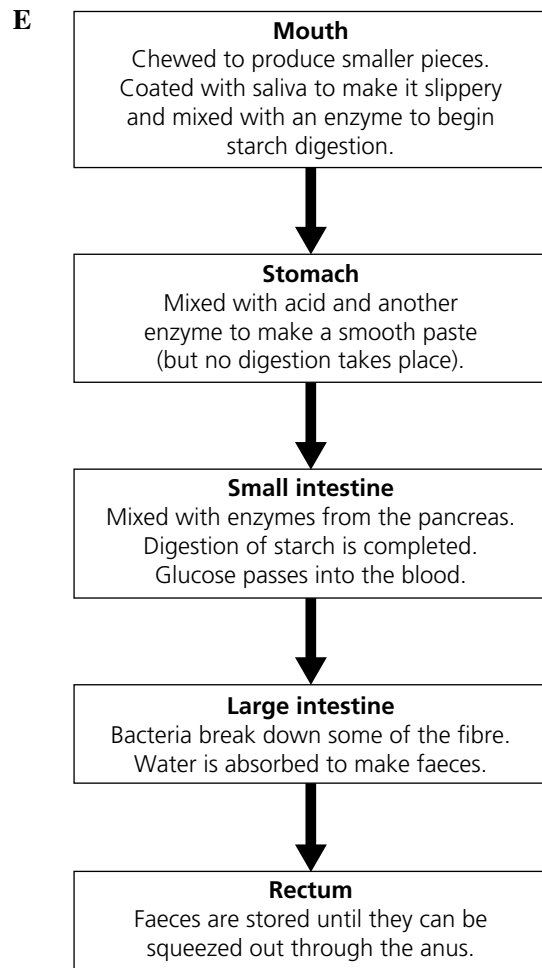 E
Mouth
Chewed to produce smaller pieces.
Coated with saliva to make it slippery
and mixed with an enzyme to begin
starch digestion.
Stomach
Mixed with acid and another
enzyme to make a smooth paste
(but no digestion takes place).
Small intestine
Mixed with enzymes from the pancreas.
Digestion of starch is completed.
Glucose passes into the blood.
Large intestine
Bacteria break down some of the fibre.
Water is absorbed to make faeces.
Rectum
Faeces are stored until they can be
squeezed out through the anus.